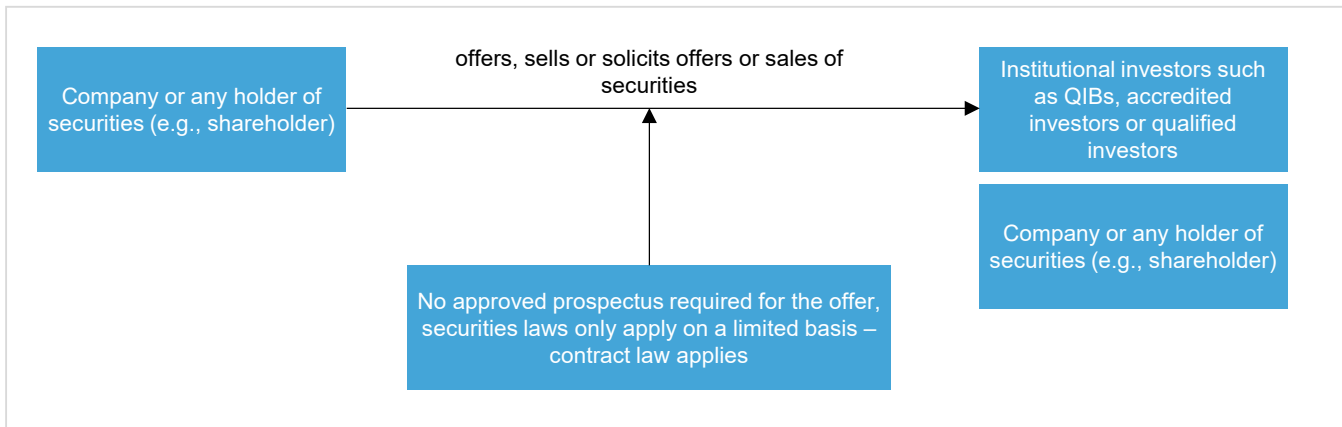 offers, sells or solicits offers or sales of
securities
Company or any holder of
securities (e.g., shareholder)
Institutional investors such
as QIBs, accredited
investors or qualified
investors
Company or any holder of
securities (e.g., shareholder)
No approved prospectus required for the offer,
securities laws only apply on a limited basis –
contract law applies